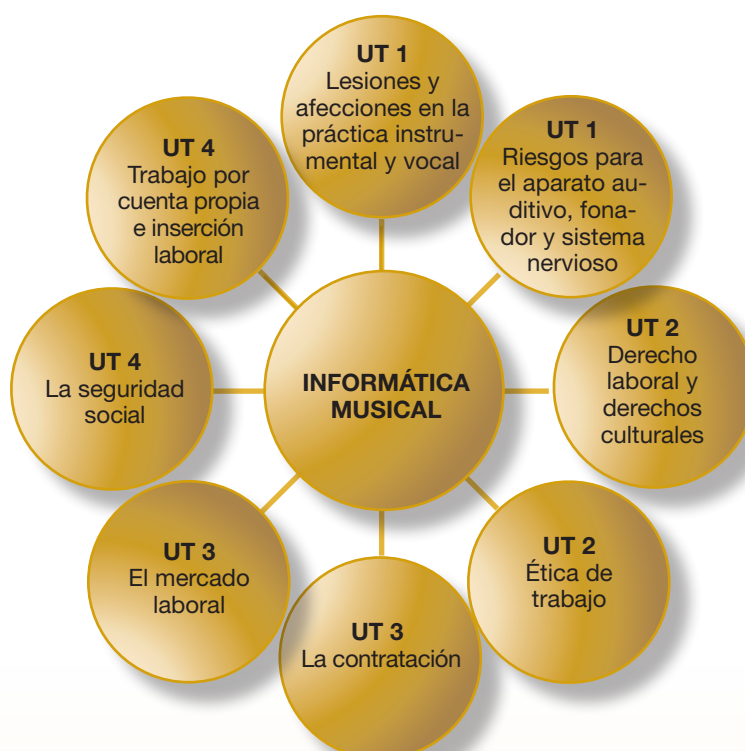 UT 1
Lesiones y
afecciones en la
práctica instru-
mental y vocal
UT 1
Riesgos para
el aparato au-
ditivo, fona-
dor y sistema
nervioso
UT 2
Derecho
laboral y
derechos
culturales
UT 2
Ética de
trabajo
UT 3
La contratación
UT 3
El mercado
laboral
UT 4
La seguridad
social
UT 4
Trabajo por
cuenta propia
e inserción
laboral
INFORMÁTICA
MUSICAL